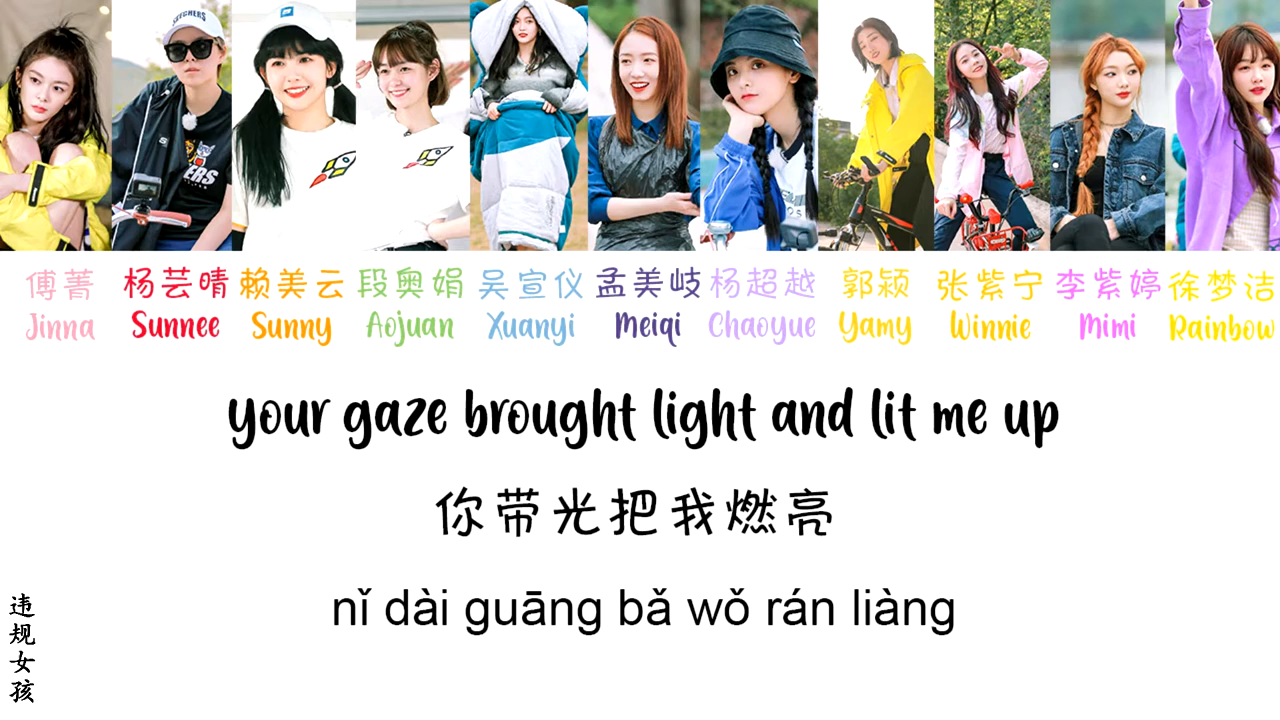 SKECHERS
傅菁 杨芸晴 赖美云 段奥娟 吴宣仪 孟美岐 杨超越 郭颖 张紫宁 李紫婷 徐梦洁
Jinna Sunnee Sunny Aojuan Xuanyi Meiqi Chaoyue Yamy Winnie Mimi Rainbow
your gaze brought light and lit me up
你带光把我燃亮
nǐ dài guāng bǎ wǒ rán liàng
违规女孩